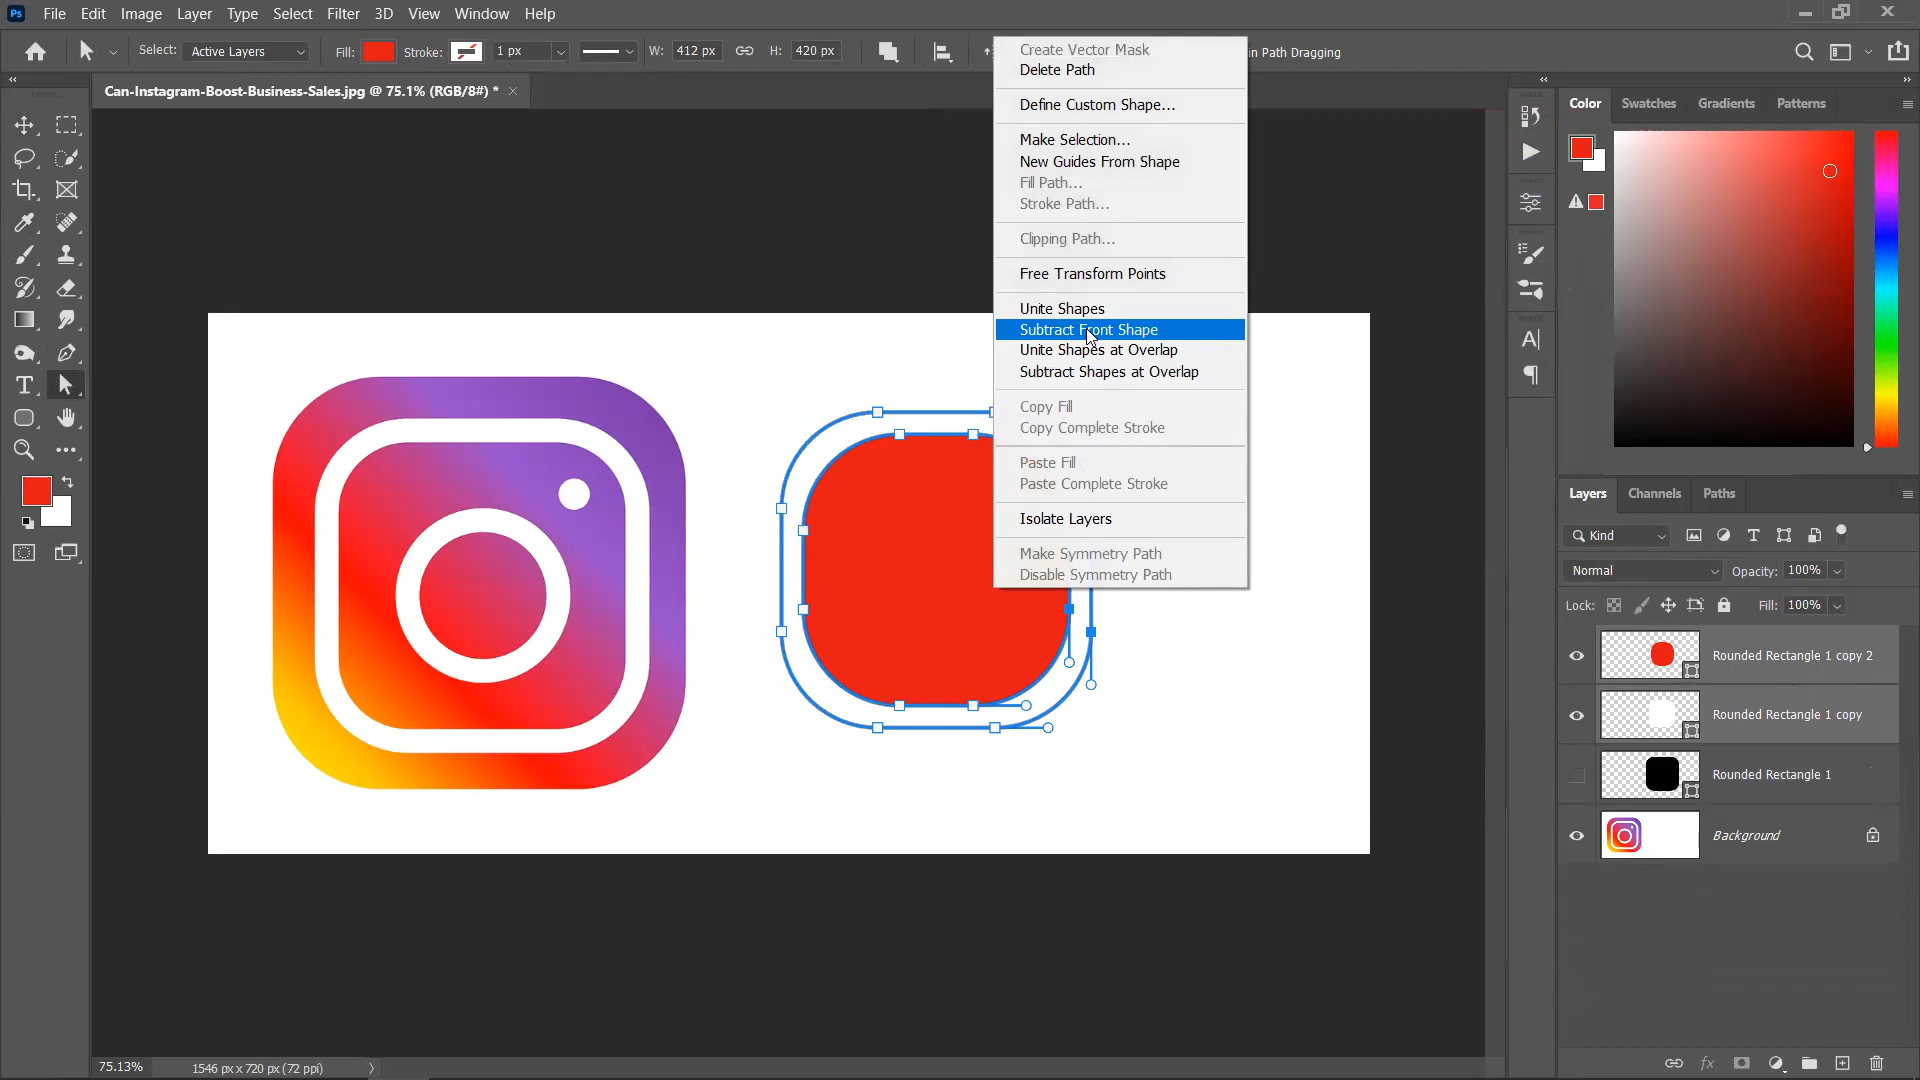 Ps File Edit Image Layer Type Select Filter 3D View Window Help
Select: Active Layers Fill: Stroke: 1 px W: 412 px H: 420 px in Path Dragging
Can-Instagram-Boost-Business-Sales.jpg @ 75.1% (RGB/8#) *
Create Vector Mask
Delete Path
Define Custom Shape...
Make Selection...
New Guides From Shape
Fill Path...
Stroke Path...
Clipping Path...
Free Transform Points
Unite Shapes
Subtract Front Shape
Unite Shapes at Overlap
Subtract Shapes at Overlap
Copy Fill
Copy Complete Stroke
Paste Fill
Paste Complete Stroke
Isolate Layers
Make Symmetry Path
Disable Symmetry Path
Color Swatches Gradients Patterns
Layers Channels Paths
Kind
Normal Opacity: 100%
Lock: Fill: 100%
Rounded Rectangle 1 copy 2
Rounded Rectangle 1 copy
Rounded Rectangle 1
Background
75.13% 1546 px x 720 px (72 ppi)